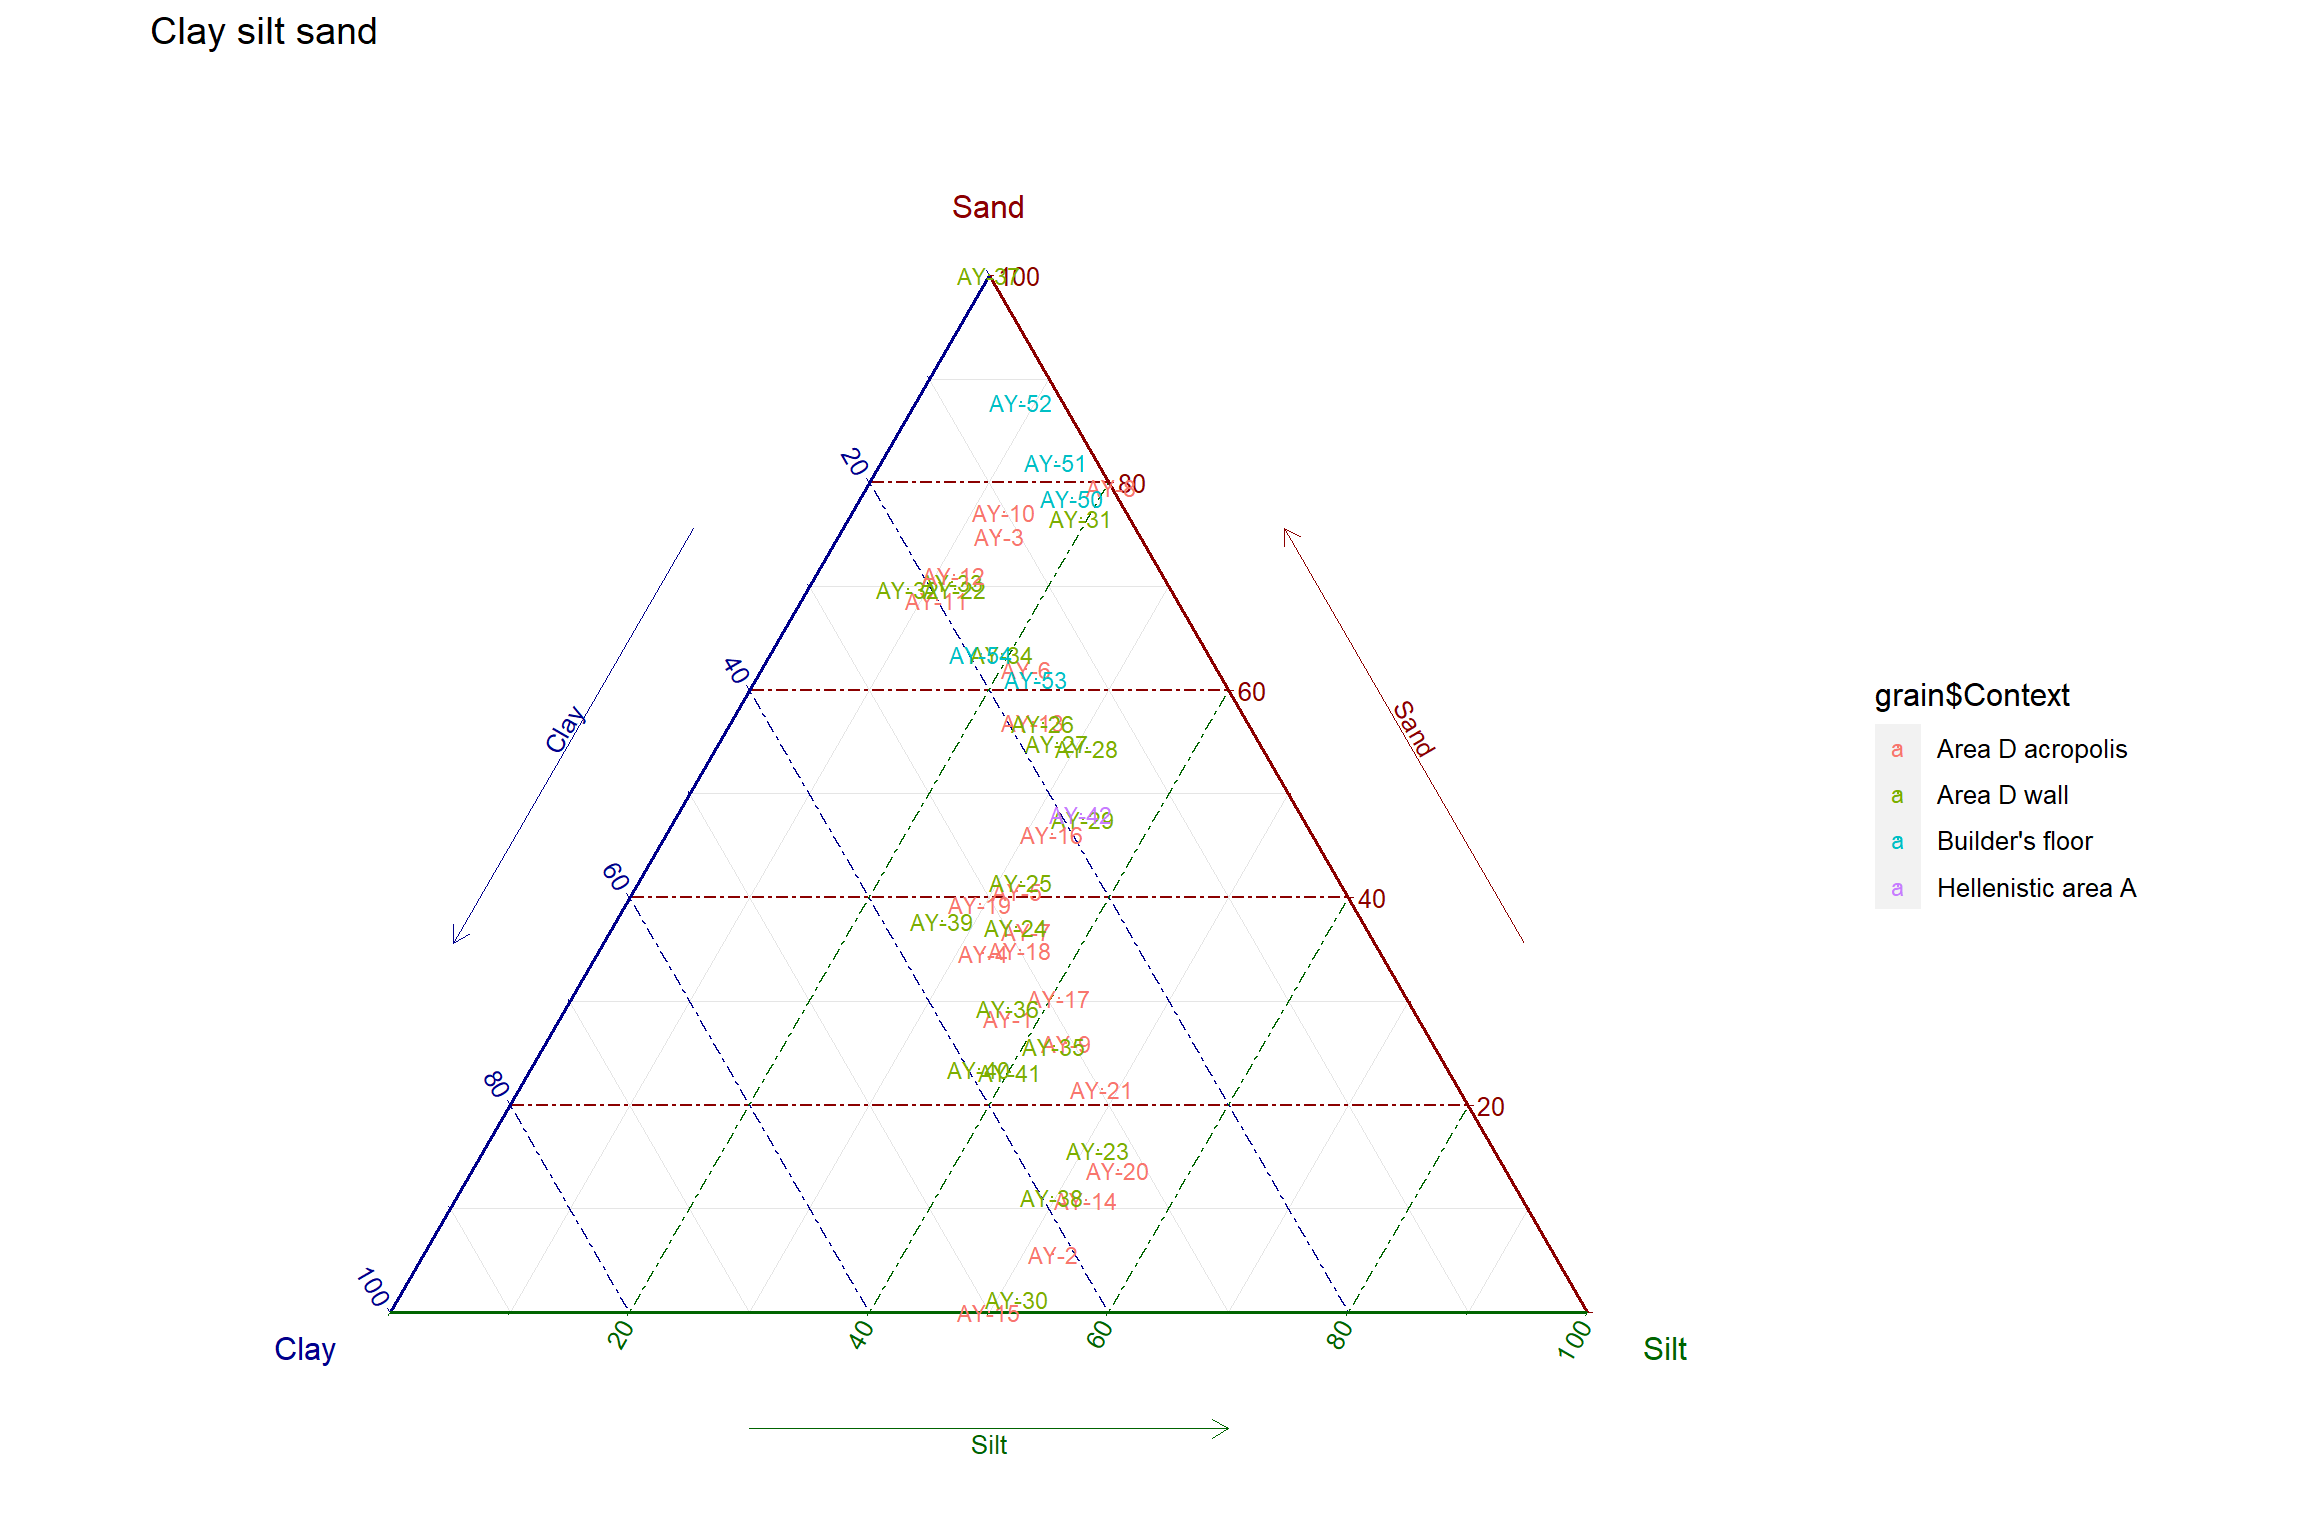 Clay silt sand
Sand
AY-37
100
AY-52
20
AY-51
80
AY-8
AY-50
AY-10
AY-31
AY-3
AY-12
AY-33
AY-32
AY-22
AY-11
AY-54
AY-34
40
AY-6
AY-53
60
AY-13
AY-26
AY-27
AY-28
Clay
Sand
AY-42
AY-29
AY-16
60
AY-25
AY-5
40
AY-19
AY-39
AY-24
AY-7
AY-4
AY-18
AY-17
AY-36
AY-1
AY-9
AY-35
AY-40
AY-41
80
AY-21
20
AY-23
AY-20
AY-38
AY-14
AY-2
100
AY-30
AY-15
20
40
60
80
100
Clay
Silt
Silt
grain$Context
a Area D acropolis
a Area D wall
a Builder's floor
a Hellenistic area A